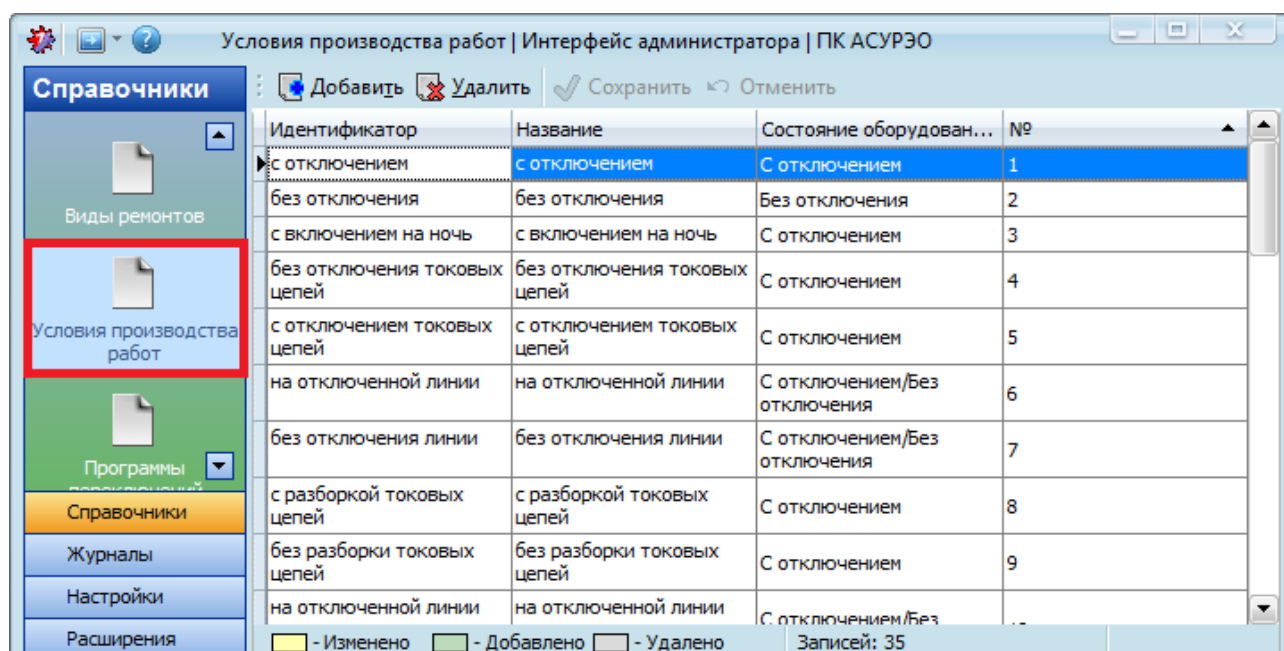 Условия производства работ | Интерфейс администратора | ПК АСУРЭО
Справочники
Добавить Удалить Сохранить Отменить
Виды ремонтов
Условия производства
работ
Программы
переключений
Справочники
Журналы
Настройки
Расширения
Идентификатор Название Состояние оборудован... №
с отключением с отключением С отключением 1
без отключения без отключения Без отключения 2
с включением на ночь с включением на ночь С отключением 3
без отключения токовых без отключения токовых С отключением 4
цепей цепей
с отключением токовых с отключением токовых С отключением 5
цепей цепей
на отключенной линии на отключенной линии С отключением/Без 6
отключения
без отключения линии без отключения линии С отключением/Без 7
отключения
с разборкой токовых с разборкой токовых С отключением 8
цепей цепей
без разборки токовых без разборки токовых С отключением 9
цепей цепей
на отключенной линии на отключенной линии С отключением/Без
- Изменено - Добавлено - Удалено Записей: 35